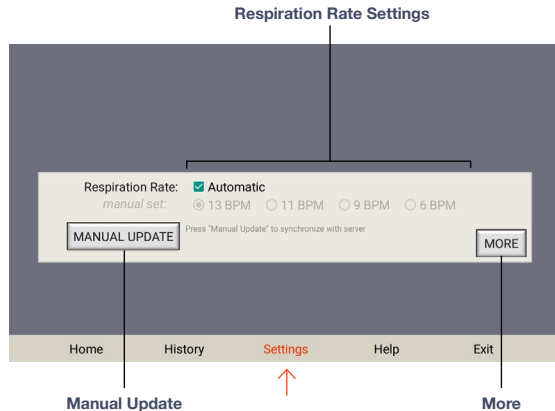 Respiration Rate Settings
Respiration Rate: Automatic
manual set: 13 BPM 11 BPM 9 BPM 6 BPM
MANUAL UPDATE
Press "Manual Update" to synchronize with server
MORE
Home History Settings Help Exit
Manual Update More